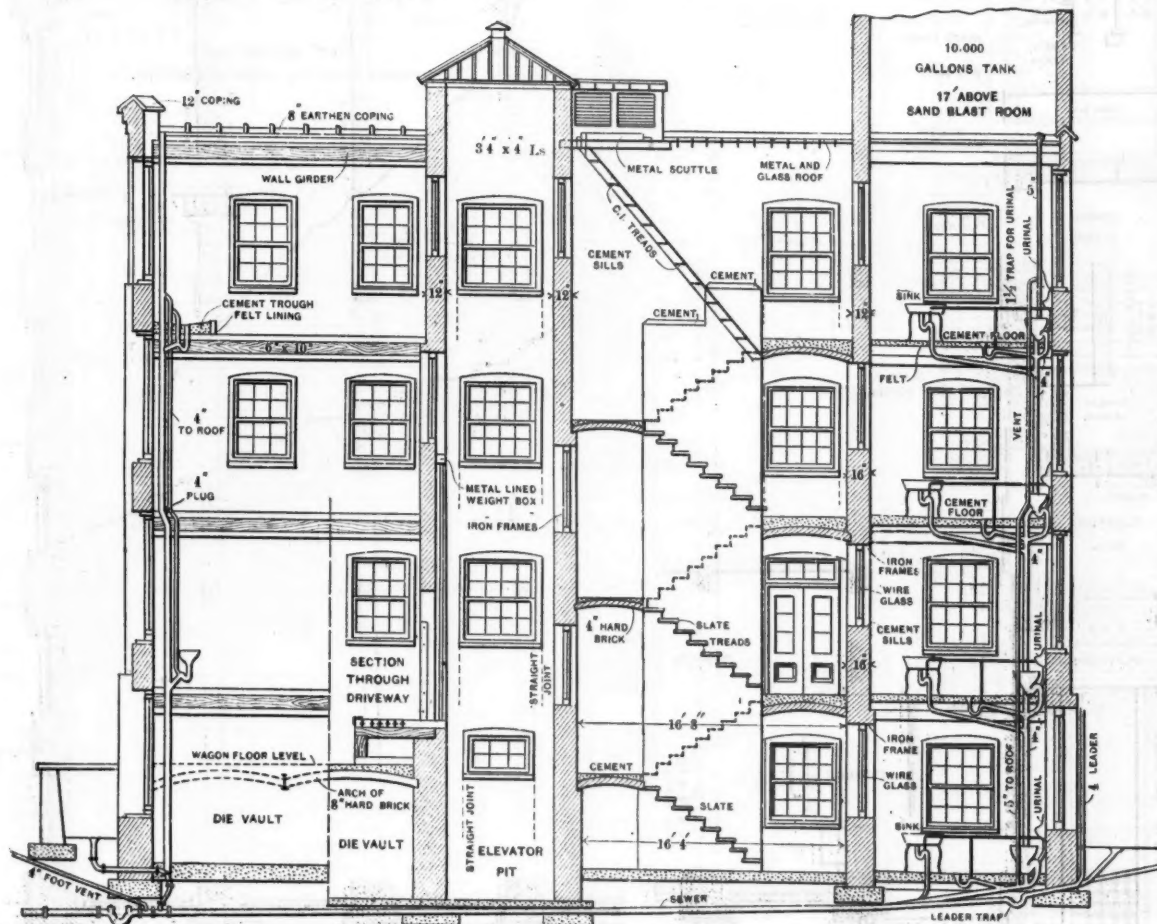 10.000
GALLONS TANK
17' ABOVE
SAND BLAST ROOM
12" COPING
8" EARTHEN COPING
WALL GIRDER
34' x 4" Ls
METAL SCUTTLE
METAL AND
GLASS ROOF
C.I. TREADS
CEMENT
SILLS
CEMENT
CEMENT
12"
12"
12"
1½ TRAP FOR URINAL
URINAL
5"
SINK
CEMENT FLOOR
CEMENT TROUGH
FELT LINING
6" x 10"
FELT
4"
TO ROOF
VENT
4"
PLUG
METAL LINED
WEIGHT BOX
16"
CEMENT
FLOOR
IRON FRAMES
IRON
FRAMES
WIRE
GLASS
4" HARD
BRICK
SLATE
TREADS
CEMENT
SILLS
URINAL
SECTION
THROUGH
DRIVEWAY
STRAIGHT
JOINT
16"
16'-8"
WAGON FLOOR LEVEL
CEMENT
IRON
FRAME
ARCH OF
8" HARD BRICK
WIRE
GLASS
5" TO ROOF
URINAL
4" LEADER
DIE VAULT
DIE VAULT
STRAIGHT JOINT
ELEVATOR
PIT
SLATE
16'4"
SINK
4" FOOT VENT
SEWER
LEADER TRAP